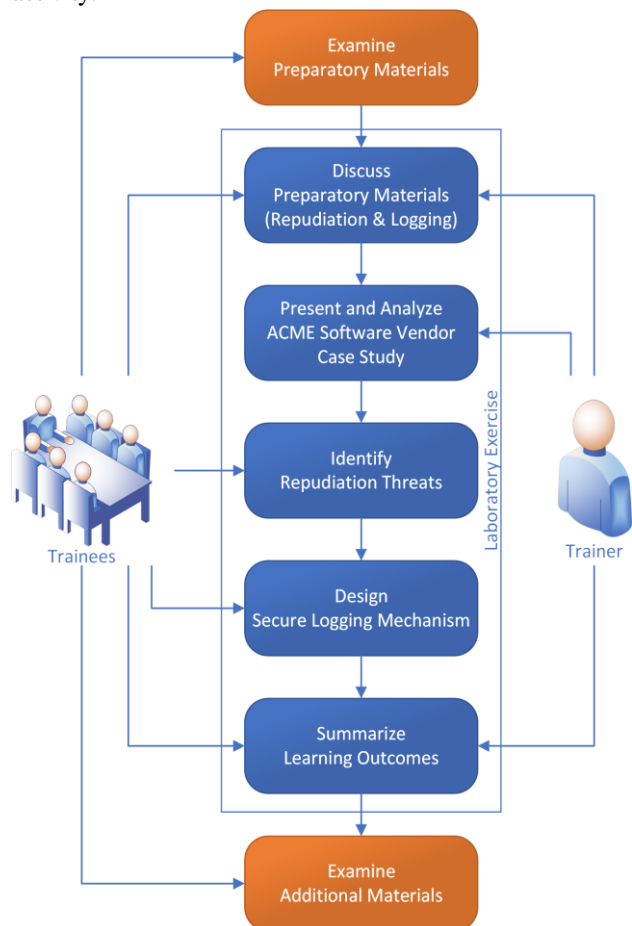 Examine
Preparatory Materials
Discuss
Preparatory Materials
(Repudiation & Logging)
Present and Analyze
ACME Software Vendor
Case Study
Identify
Repudiation Threats
Laboratory Exercise
Trainees
Trainer
Design
Secure Logging Mechanism
Summarize
Learning Outcomes
Examine
Additional Materials